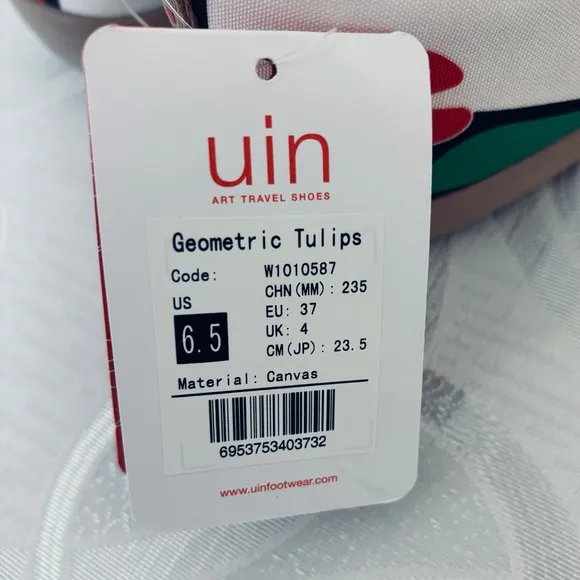 uin
ART TRAVEL SHOES
Geometric Tulips
Code: W1010587
US
CHN(MM): 235
EU: 37
6.5
UK: 4
CM(JP): 23.5
Material: Canvas
6953753403732
www.uinfootwear.com